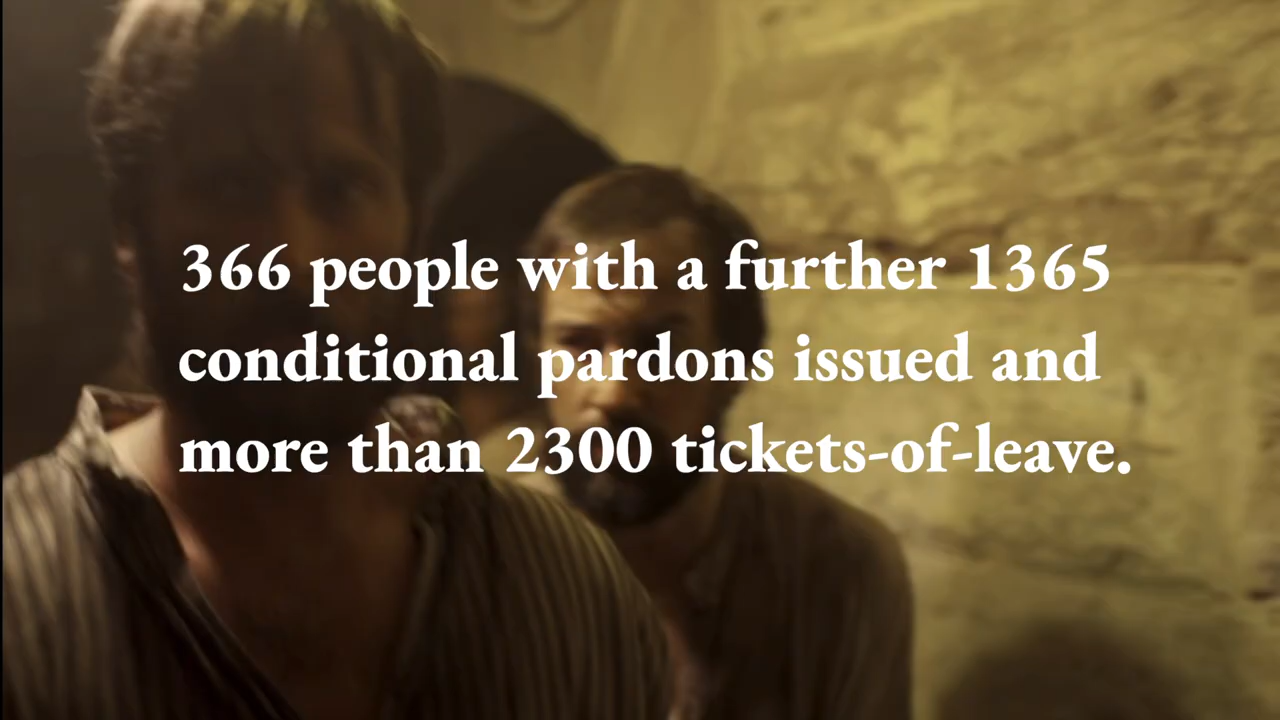 366 people with a further 1365
conditional pardons issued and
more than 2300 tickets-of-leave.